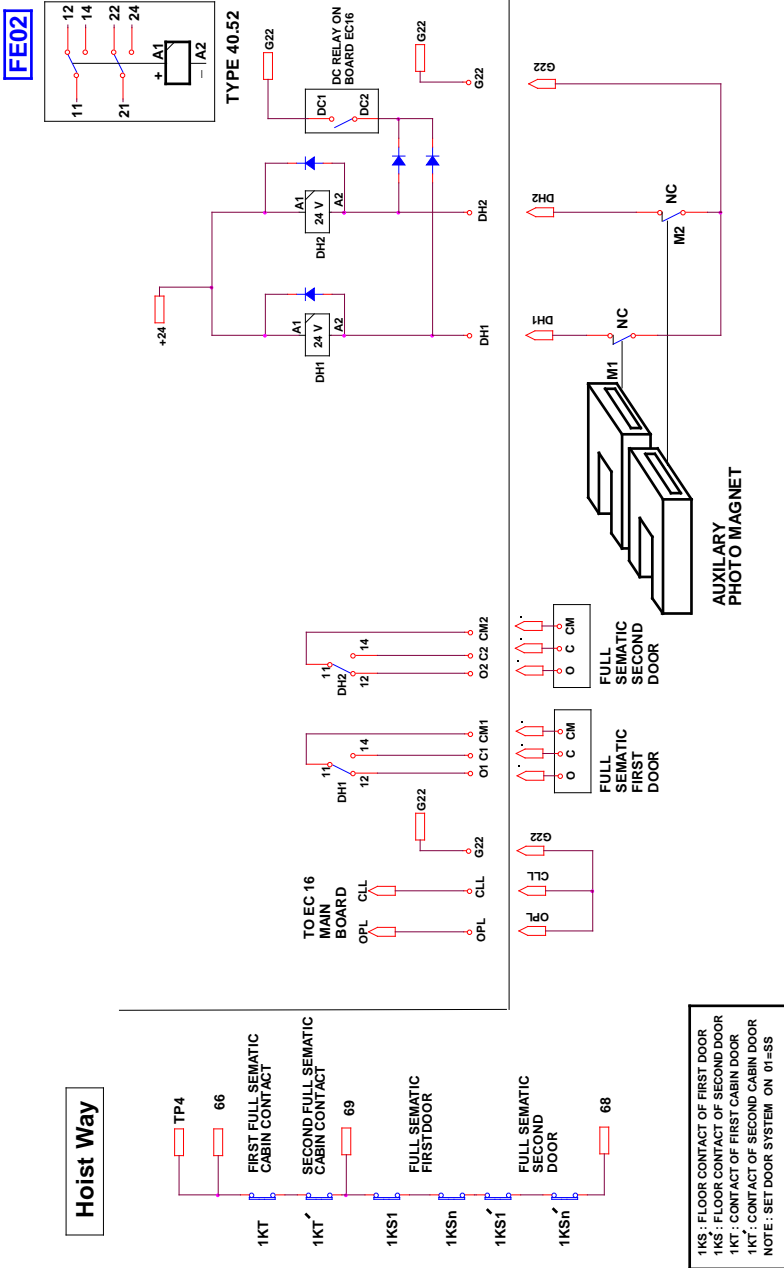 FE02
12
14
22
24
11
21
A1
A2
+
–
TYPE 40.52
G22
DC RELAY ON
BOARD EC16
DC1
DC2
G22
G22
+24
A1
24 V
A2
DH2
A1
24 V
A2
DH1
DH2
DH1
G22
DH2
DH1
NC
M2
NC
M1
AUXILARY
PHOTO MAGNET
11
14
DH2
12
O2
C2
CM2
O
C
CM
FULL
SEMATIC
SECOND
DOOR
11
14
DH1
12
O1
C1
CM1
O
C
CM
FULL
SEMATIC
FIRST
DOOR
G22
TO EC 16
MAIN
BOARD
OPL
CLL
OPL
CLL
G22
OPL
CLL
G22
Hoist Way
TP4
66
FIRST FULL SEMATIC
CABIN CONTACT
1KT
SECOND FULL SEMATIC
CABIN CONTACT
1KT'
69
FULL SEMATIC
FIRSTDOOR
1KS1
1KSn
FULL SEMATIC
SECOND
DOOR
1KS1'
1KSn'
68
1KS : FLOOR CONTACT OF FIRST DOOR
1KS' : FLOOR CONTACT OF SECOND DOOR
1KT : CONTACT OF FIRST CABIN DOOR
1KT' : CONTACT OF SECOND CABIN DOOR
NOTE : SET DOOR SYSTEM ON 01=SS